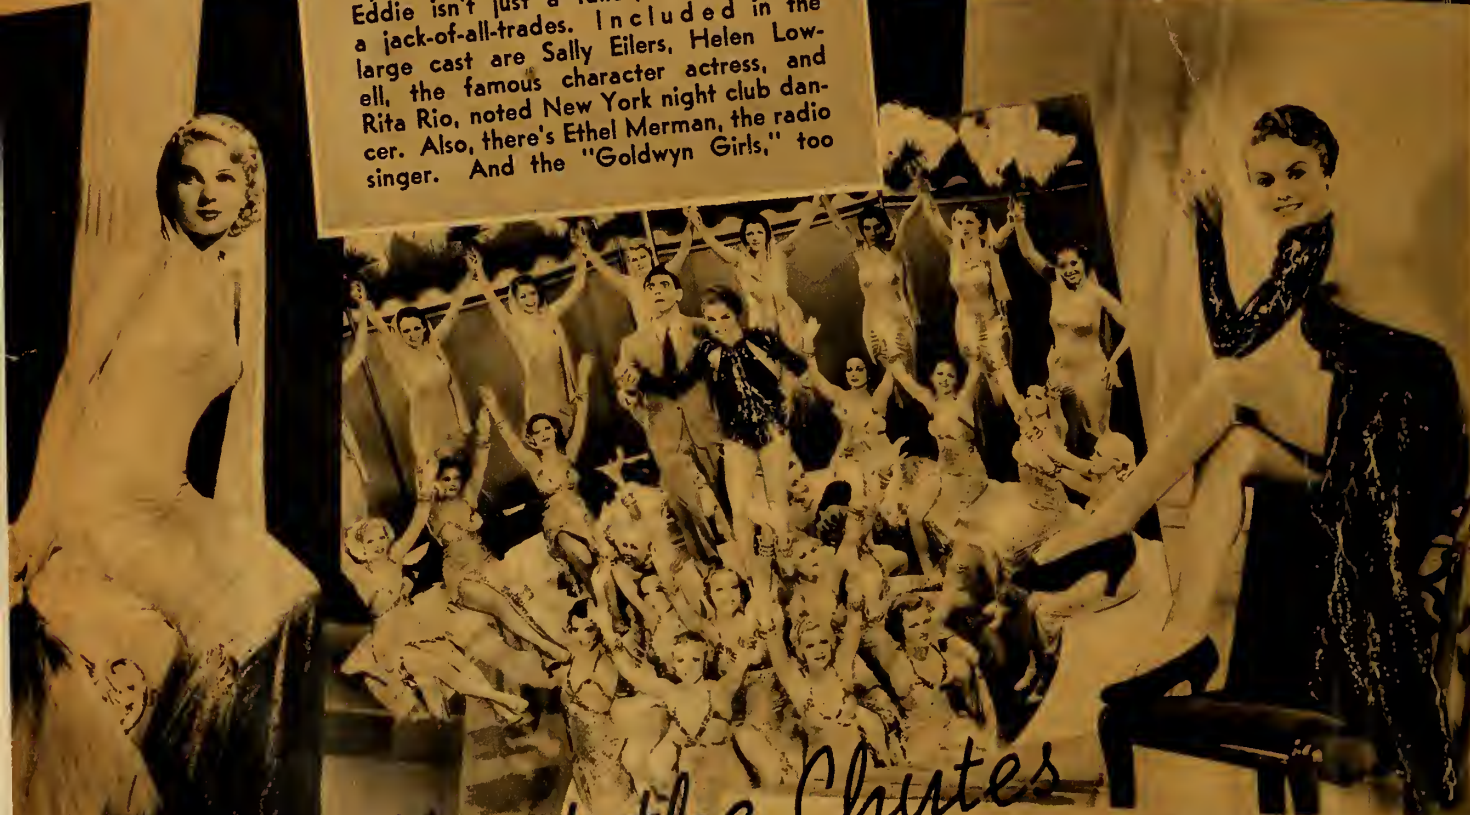 Eddie isn't just a
a jack-of-all-trades. Included in the
large cast are Sally Eilers, Helen Low-
ell, the famous character actress, and
Rita Rio, noted New York night club dan-
cer. Also, there's Ethel Merman, the radio
singer. And the "Goldwyn Girls," too
the Chutes